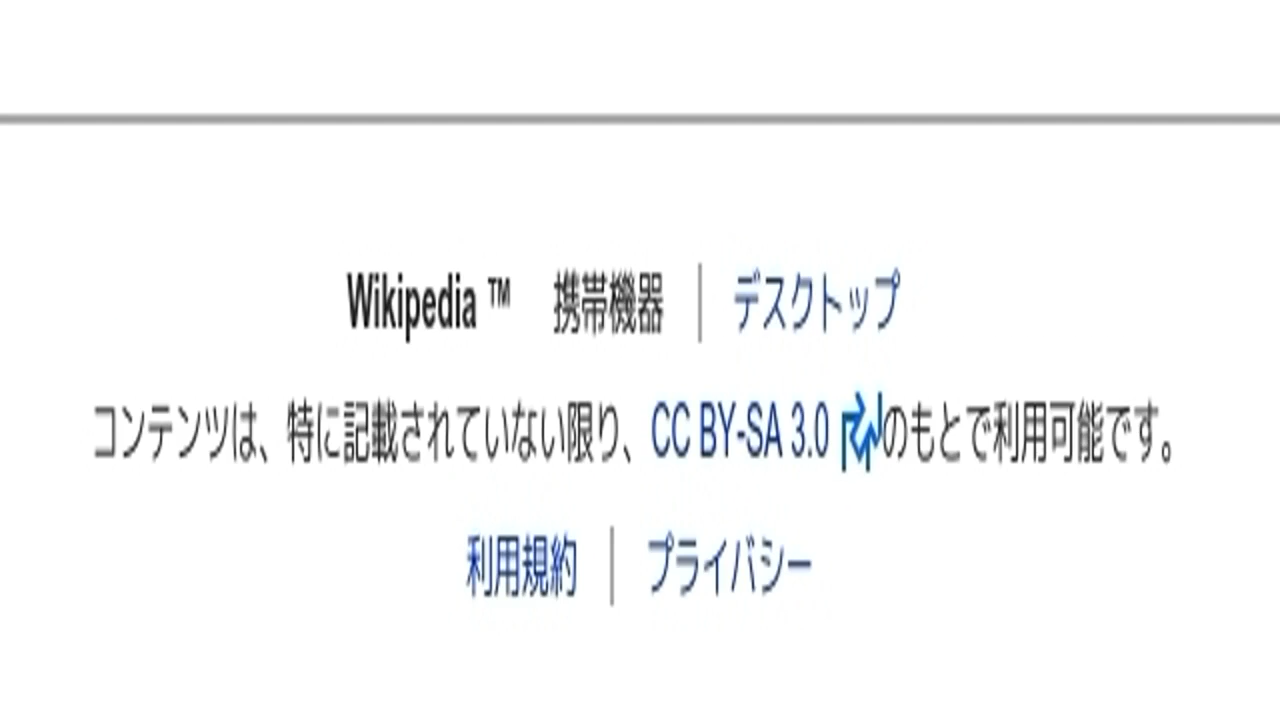 Wikipedia ™ 携帯機器 | デスクトップ
コンテンツは、特に記載されていない限り、CC BY-SA 3.0 のもとで利用可能です。
利用規約 | プライバシー